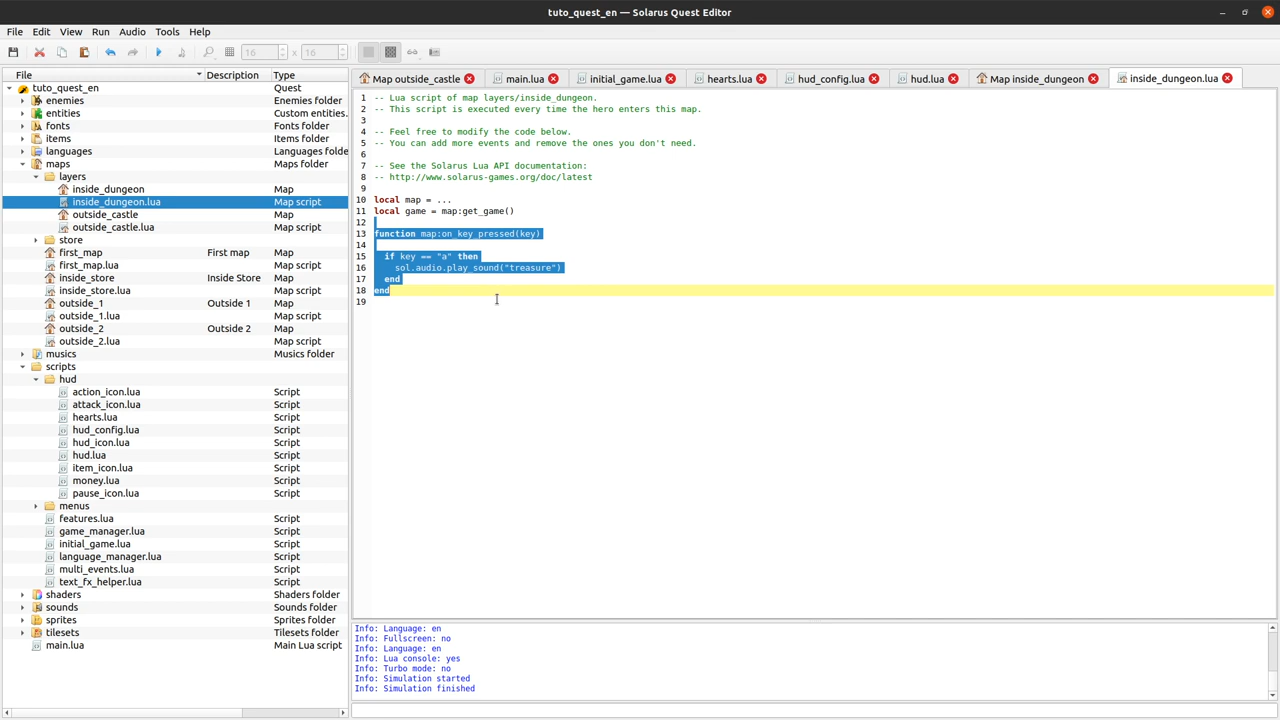 tuto_quest_en — Solarus Quest Editor
File Edit View Run Audio Tools Help
16 x 16
File Description Type
tuto_quest_en Quest
enemies Enemies folder
entities Custom entities.
fonts Fonts folder
items Items folder
languages Languages folder
maps Maps folder
layers
inside_dungeon Map
inside_dungeon.lua Map script
outside_castle Map
outside_castle.lua Map script
store
first_map First map Map
first_map.lua Map script
inside_store Inside Store Map
inside_store.lua Map script
outside_1 Outside 1 Map
outside_1.lua Map script
outside_2 Outside 2 Map
outside_2.lua Map script
musics Musics folder
scripts
hud
action_icon.lua Script
attack_icon.lua Script
hearts.lua Script
hud_config.lua Script
hud_icon.lua Script
hud.lua Script
item_icon.lua Script
money.lua Script
pause_icon.lua Script
menus
features.lua Script
game_manager.lua Script
initial_game.lua Script
language_manager.lua Script
multi_events.lua Script
text_fx_helper.lua Script
shaders Shaders folder
sounds Sounds folder
sprites Sprites folder
tilesets Tilesets folder
main.lua Main Lua script
Map outside_castle main.lua initial_game.lua hearts.lua hud_config.lua hud.lua Map inside_dungeon inside_dungeon.lua
1 -- Lua script of map layers/inside_dungeon.
2 -- This script is executed every time the hero enters this map.
3
4 -- Feel free to modify the code below.
5 -- You can add more events and remove the ones you don't need.
6
7 -- See the Solarus Lua API documentation:
8 -- http://www.solarus-games.org/doc/latest
9
10 local map = ...
11 local game = map:get_game()
12
13 function map:on_key_pressed(key)
14
15 if key == "a" then
16 sol.audio.play_sound("treasure")
17 end
18 end
19
Info: Language: en
Info: Fullscreen: no
Info: Language: en
Info: Lua console: yes
Info: Turbo mode: no
Info: Simulation started
Info: Simulation finished